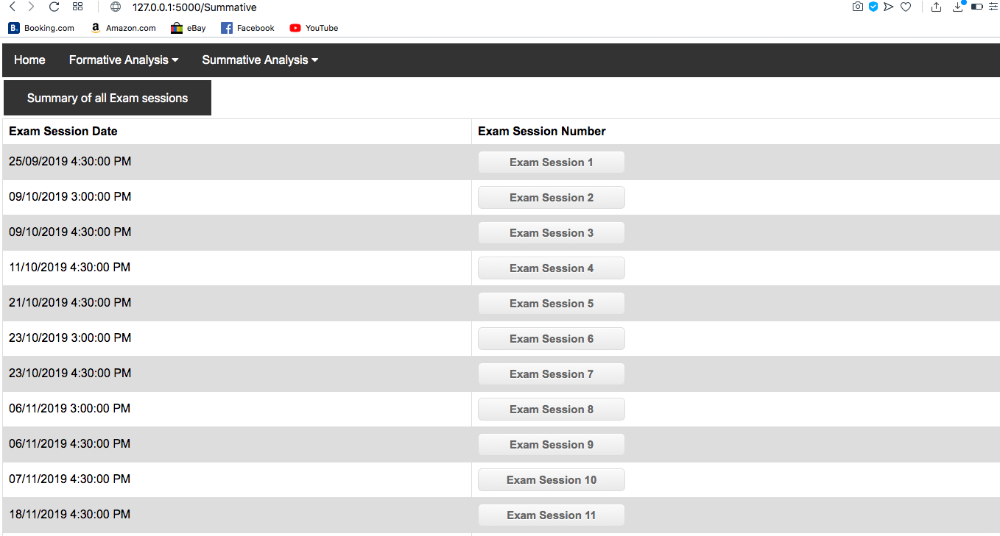 127.0.0.1:5000/Summative
B. Booking.com a Amazon.com eBay Facebook YouTube
Home Formative Analysis Summative Analysis
Summary of all Exam sessions
Exam Session Date Exam Session Number
25/09/2019 4:30:00 PM Exam Session 1
09/10/2019 3:00:00 PM Exam Session 2
09/10/2019 4:30:00 PM Exam Session 3
11/10/2019 4:30:00 PM Exam Session 4
21/10/2019 4:30:00 PM Exam Session 5
23/10/2019 3:00:00 PM Exam Session 6
23/10/2019 4:30:00 PM Exam Session 7
06/11/2019 3:00:00 PM Exam Session 8
06/11/2019 4:30:00 PM Exam Session 9
07/11/2019 4:30:00 PM Exam Session 10
18/11/2019 4:30:00 PM Exam Session 11